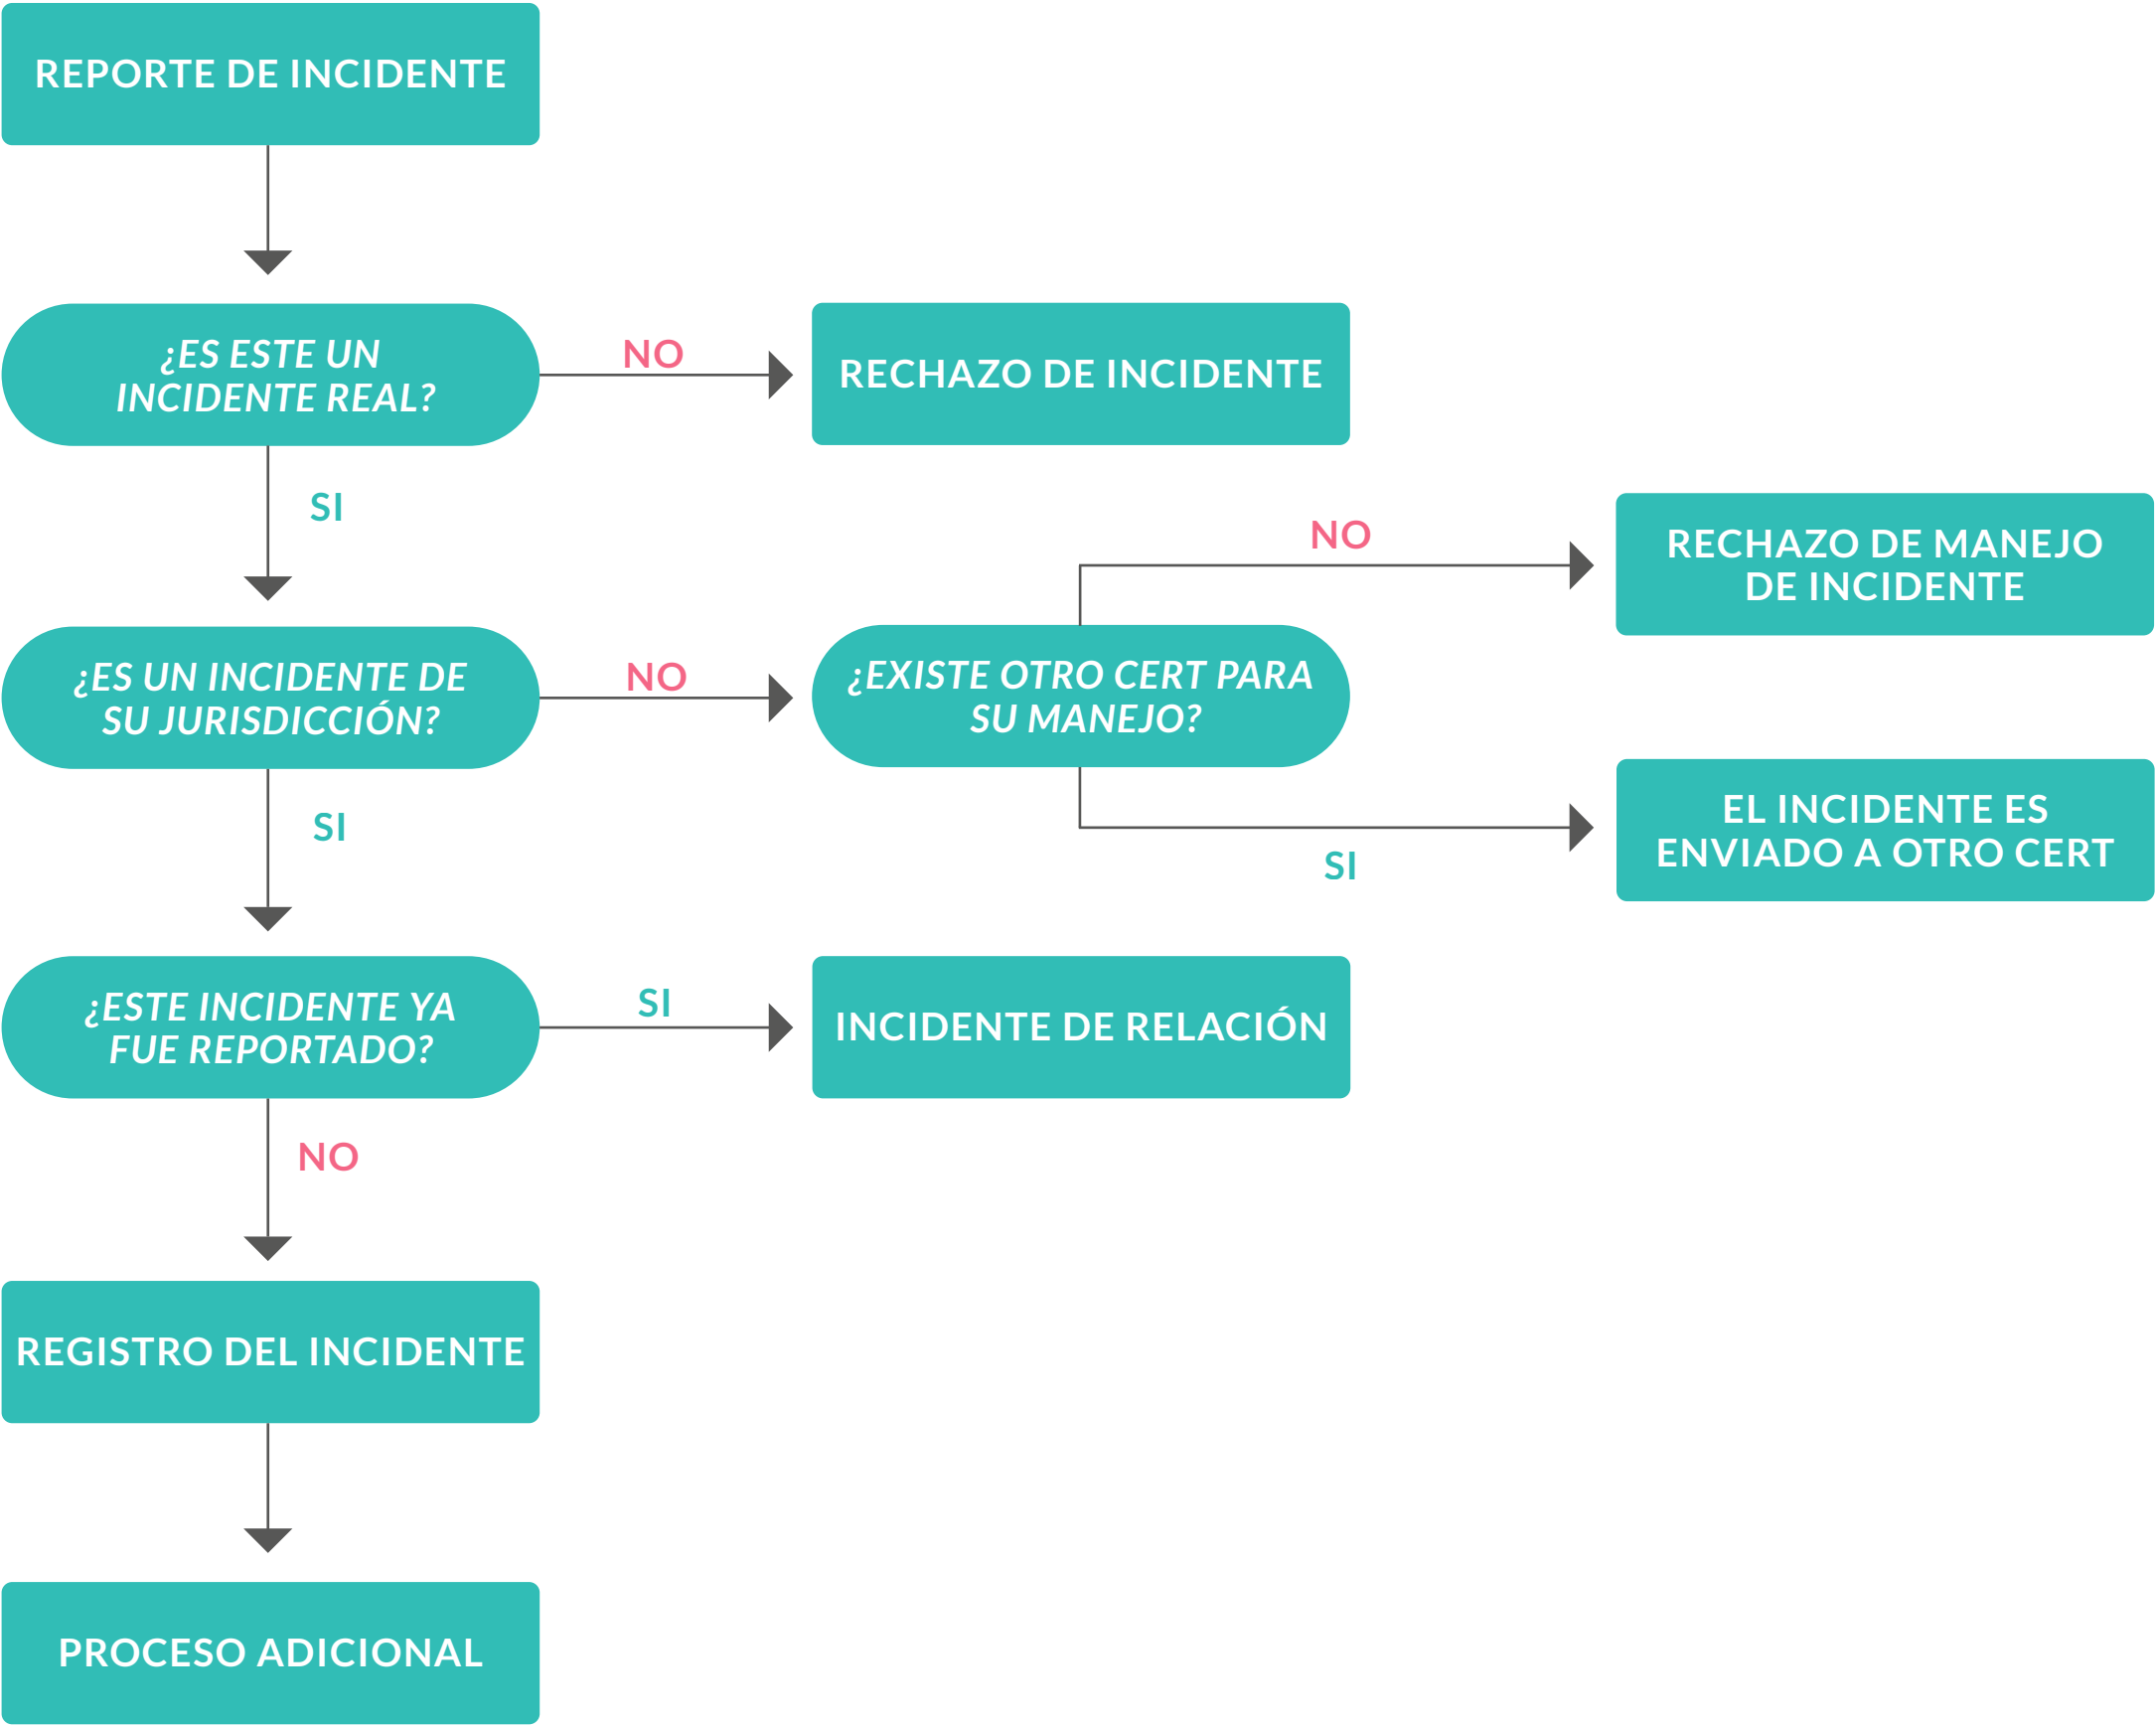 REPORTE DE INCIDENTE
¿ES ESTE UN
INCIDENTE REAL?
NO
RECHAZO DE INCIDENTE
SI
NO
RECHAZO DE MANEJO
DE INCIDENTE
¿ES UN INCIDENTE DE
SU JURISDICCIÓN?
NO
¿EXISTE OTRO CERT PARA
SU MANEJO?
SI
EL INCIDENTE ES
ENVIADO A OTRO CERT
SI
¿ESTE INCIDENTE YA
FUE REPORTADO?
SI
INCIDENTE DE RELACIÓN
NO
REGISTRO DEL INCIDENTE
PROCESO ADICIONAL